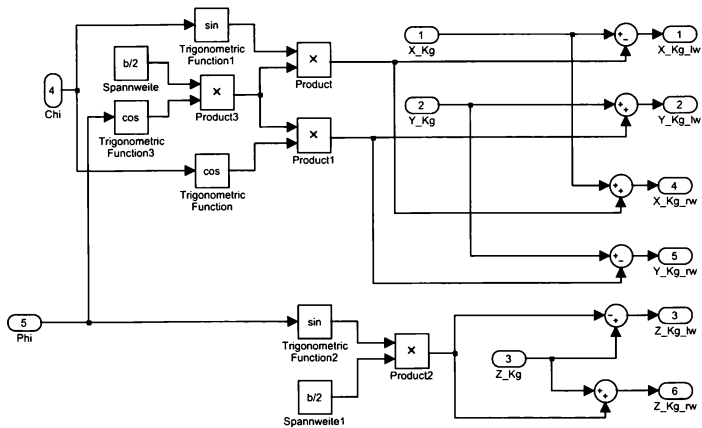 sin
Trigonometric
Function1
b/2
Spannweite
4
Chi
cos
Trigonometric
Function3
×
Product3
×
Product
×
Product1
cos
Trigonometric
Function
1
X_Kg
+
-
1
X_Kg_lw
2
Y_Kg
+
+
2
Y_Kg_lw
+
+
4
X_Kg_rw
+
-
5
Y_Kg_rw
5
Phi
sin
Trigonometric
Function2
×
Product2
b/2
Spannweite1
-
+
3
Z_Kg_lw
3
Z_Kg
+
+
6
Z_Kg_rw